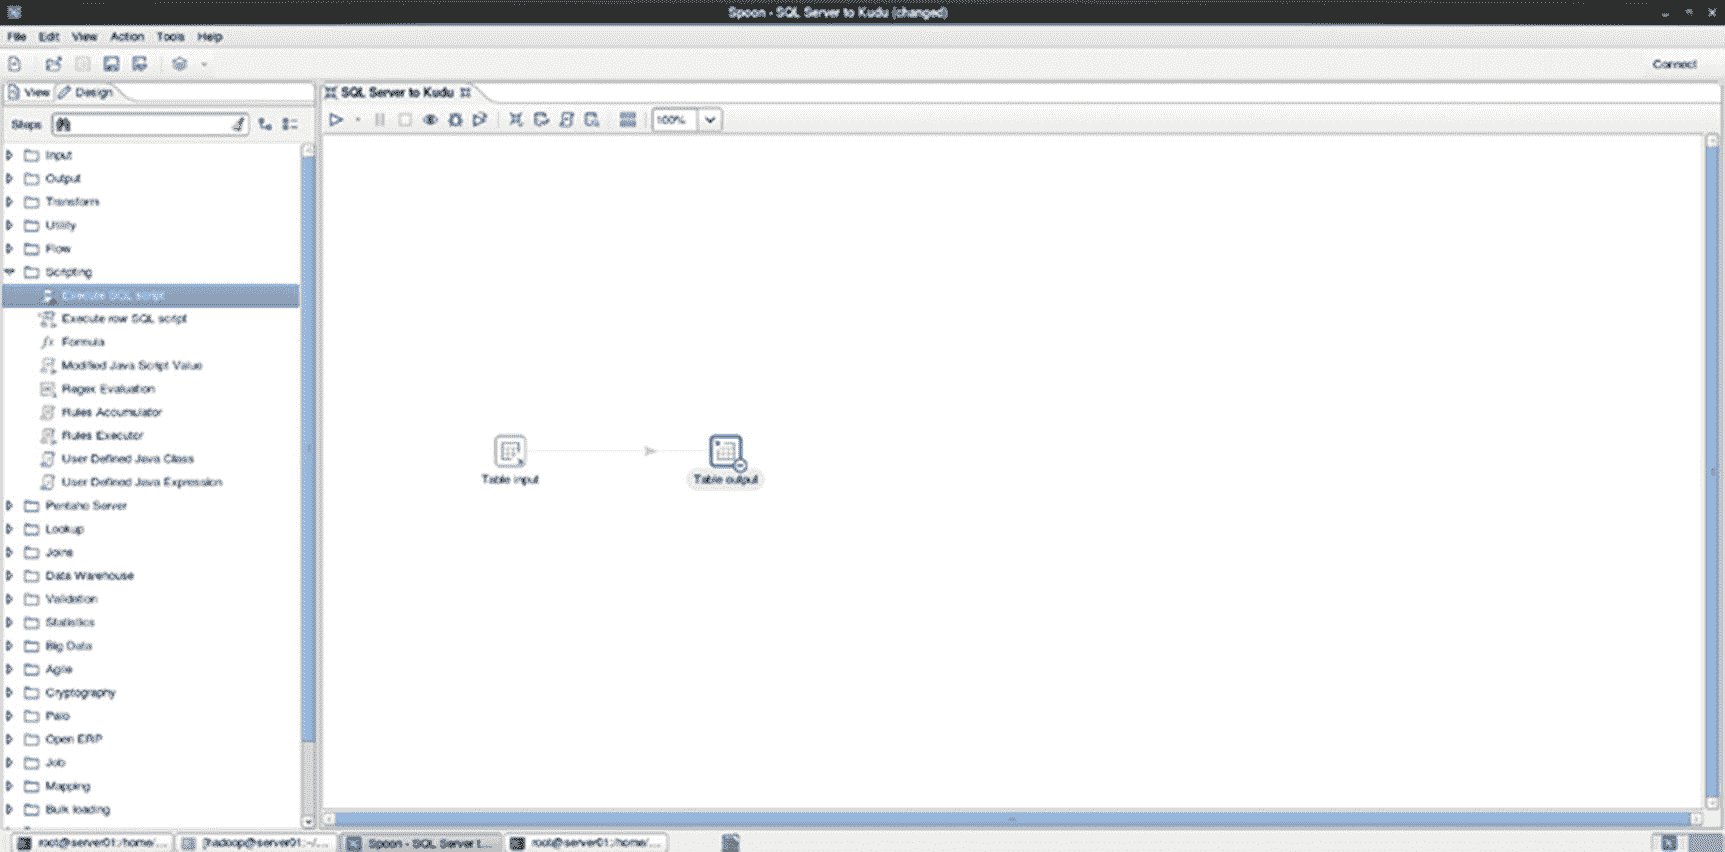 Spoon - SQL Server to Kudu (changed)
File Edit View Action Tools Help
Connect
View Design
SQL Server to Kudu
Steps
100%
Input
Output
Transform
Utility
Flow
Scripting
Execute SQL script
Execute row SQL script
Formula
Modified Java Script Value
Regex Evaluation
Rules Accumulator
Rules Executor
User Defined Java Class
User Defined Java Expression
Pentaho Server
Lookup
Joins
Data Warehouse
Validation
Statistics
Big Data
Agile
Cryptography
Palo
Open ERP
Job
Mapping
Bulk loading
Table input
Table output
root@server01:/home/...
[hadoop@server01:~/...
Spoon - SQL Server t...
root@server01:/home/...